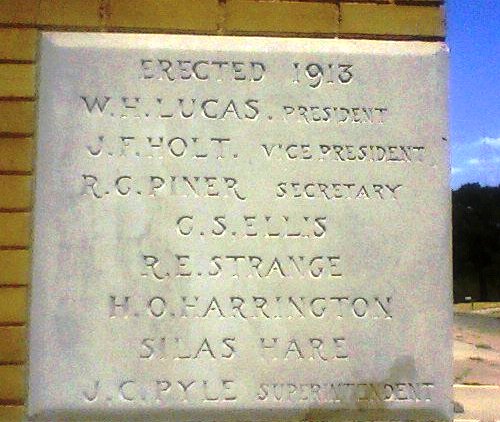 ERECTED 1913
W.H.LUCAS. PRESIDENT
J.F.HOLT. VICE PRESIDENT
R.G.PINER SECRETARY
G.S.ELLIS
R.E.STRANGE
H.O.HARRINGTON
SILAS HARE
J.C.PYLE SUPERINTENDENT